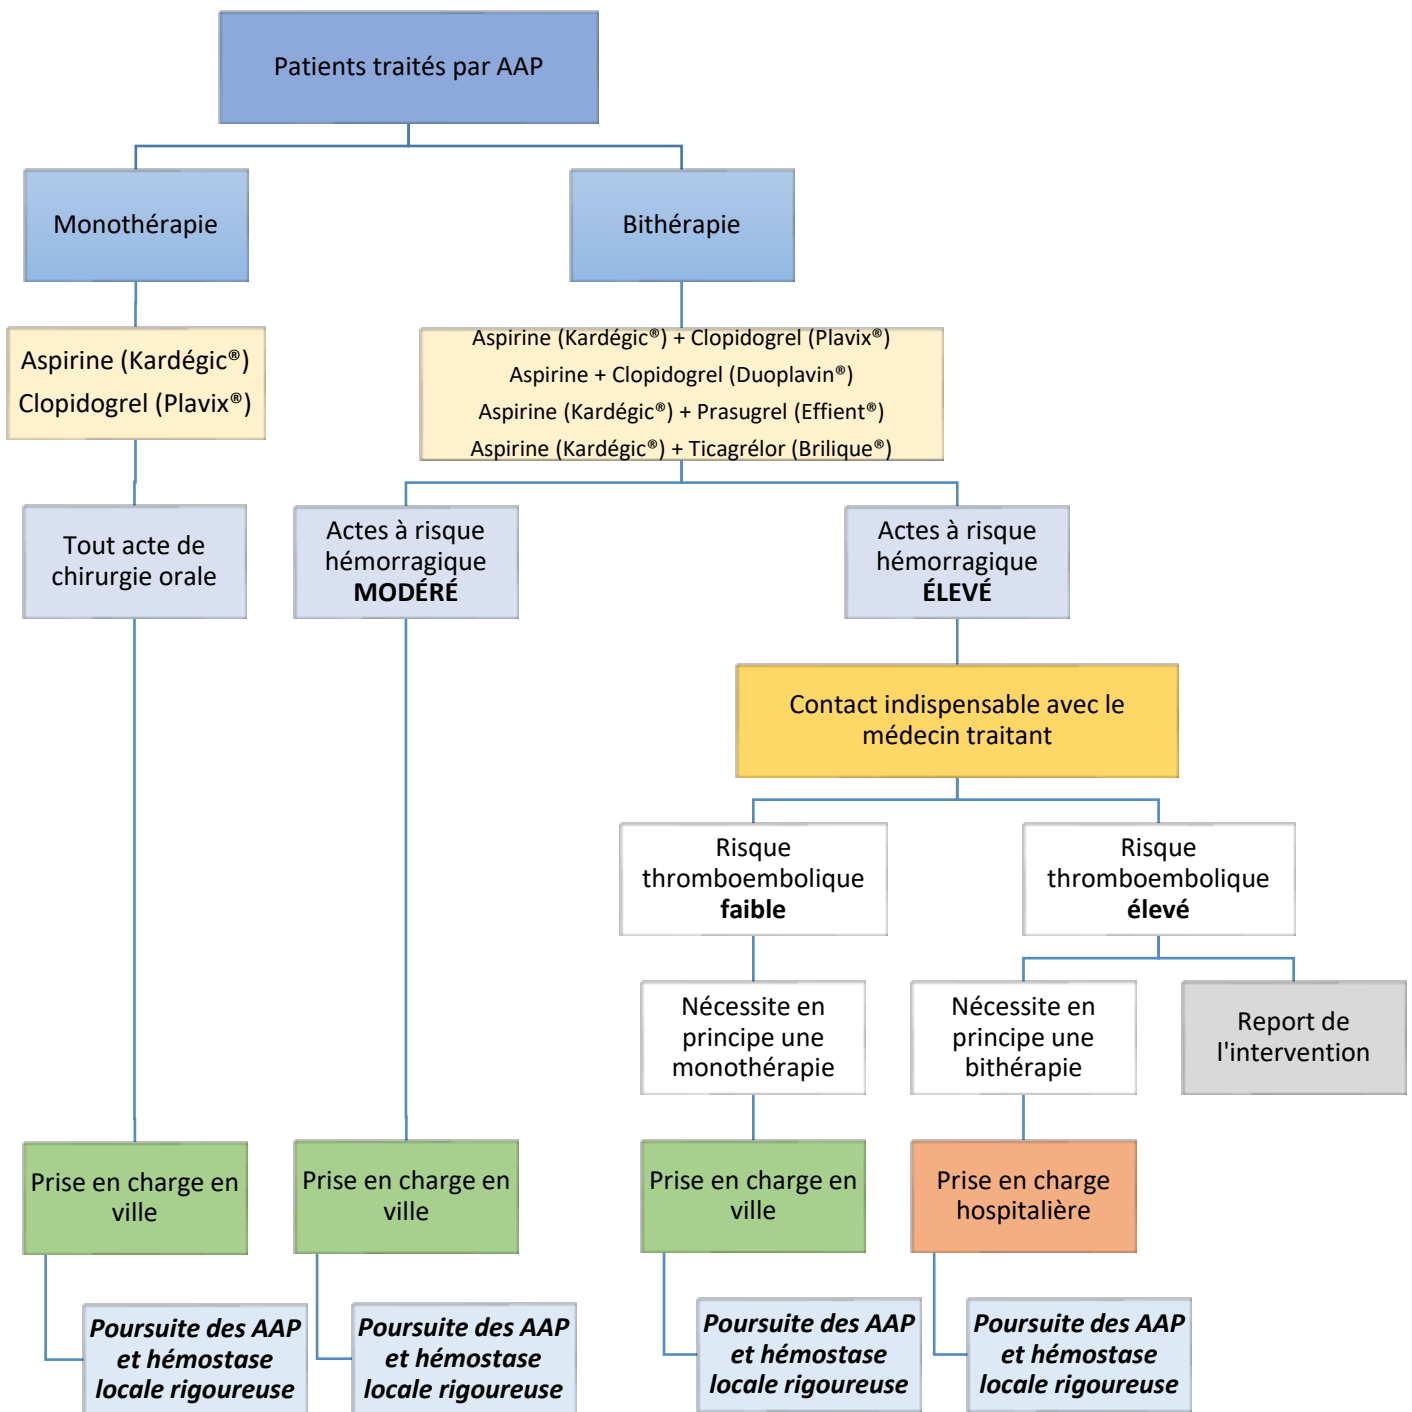 Patients traités par AAP
Monothérapie
Bithérapie
Aspirine (Kardégic®)
Clopidogrel (Plavix®)
Aspirine (Kardégic®) + Clopidogrel (Plavix®)
Aspirine + Clopidogrel (Duoplavin®)
Aspirine (Kardégic®) + Prasugrel (Effient®)
Aspirine (Kardégic®) + Ticagrélor (Brilique®)
Tout acte de
chirurgie orale
Actes à risque
hémorragique
MODÉRÉ
Actes à risque
hémorragique
ÉLEVÉ
Contact indispensable avec le
médecin traitant
Risque
thromboembolique
faible
Risque
thromboembolique
élevé
Nécessite en
principe une
monothérapie
Nécessite en
principe une
bithérapie
Report de
l'intervention
Prise en charge en
ville
Prise en charge en
ville
Prise en charge en
ville
Prise en charge
hospitalière
Poursuite des AAP
et hémostase
locale rigoureuse
Poursuite des AAP
et hémostase
locale rigoureuse
Poursuite des AAP
et hémostase
locale rigoureuse
Poursuite des AAP
et hémostase
locale rigoureuse